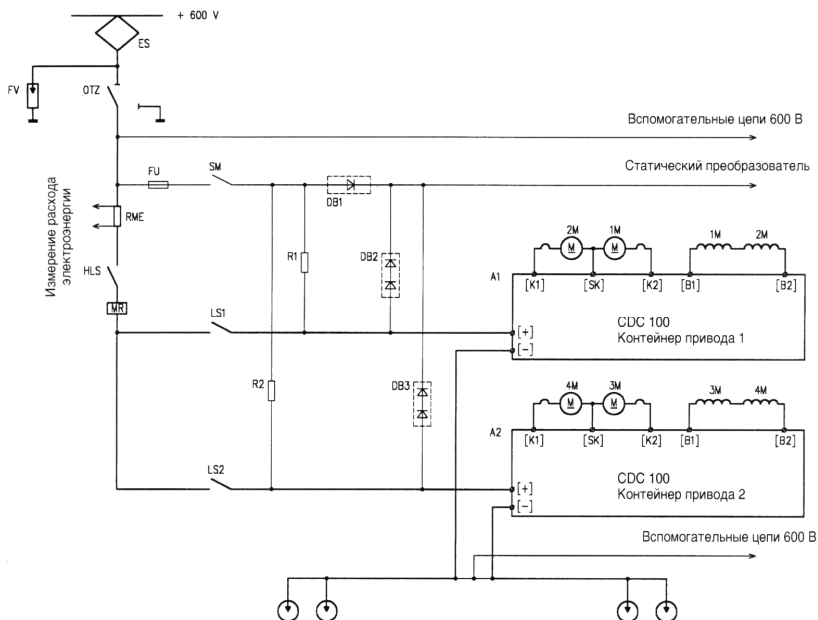 + 600 V
ES
FV
OTZ
Вспомогательные цепи 600 В
FU
SM
Статический преобразователь
DB1
Измерение расхода
электроэнергии
RME
R1
DB2
2M
1M
1M
2M
M
M
HLS
A1
[K1]
[SK]
[K2]
[B1]
[B2]
MR
LS1
CDC 100
Контейнер привода 1
[+]
[-]
R2
DB3
4M
3M
3M
4M
M
M
A2
[K1]
[SK]
[K2]
[B1]
[B2]
LS2
CDC 100
Контейнер привода 2
[+]
[-]
Вспомогательные цепи 600 В